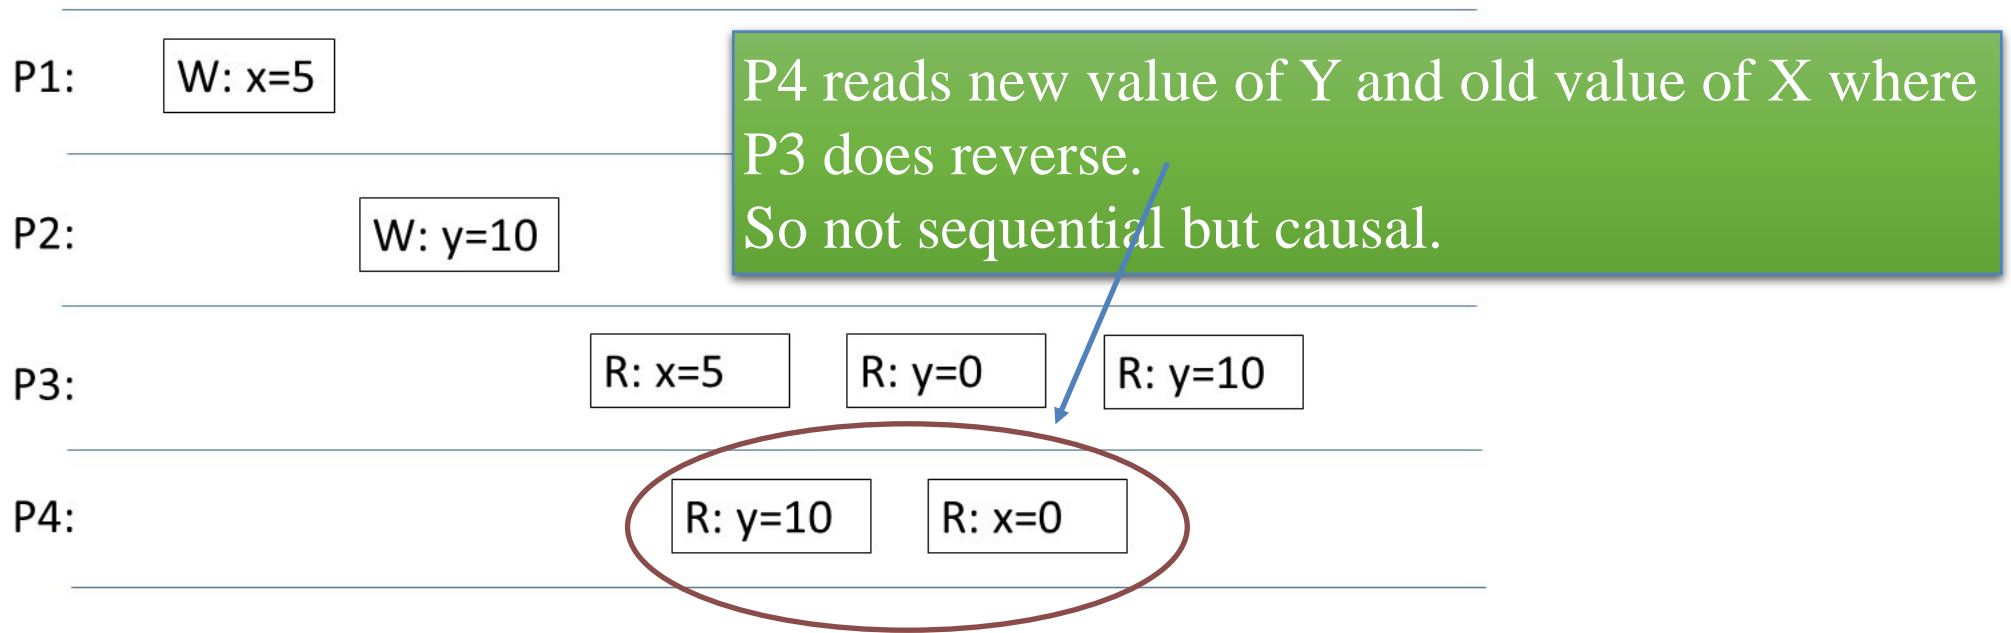 P1: W: x=5
P4 reads new value of Y and old value of X where
P3 does reverse.
So not sequential but causal.
P2: W: y=10
P3: R: x=5 R: y=0 R: y=10
P4: R: y=10 R: x=0